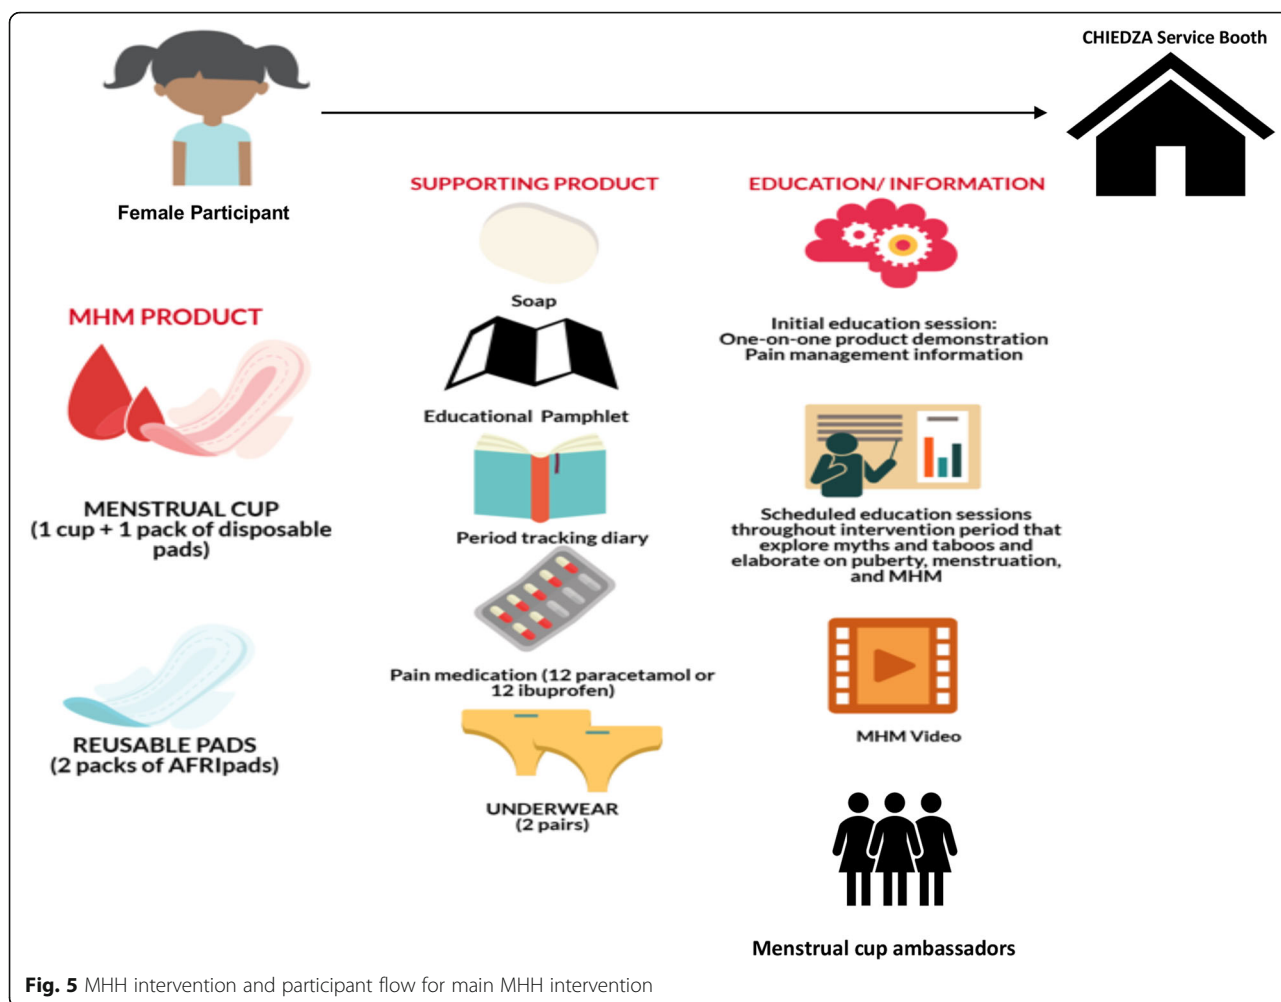 CHIEDZA Service Booth
Female Participant
MHM PRODUCT
MENSTRUAL CUP
(1 cup + 1 pack of disposable
pads)
REUSABLE PADS
(2 packs of AFRIpads)
SUPPORTING PRODUCT
Soap
Educational Pamphlet
Period tracking diary
Pain medication (12 paracetamol or
12 ibuprofen)
UNDERWEAR
(2 pairs)
EDUCATION/ INFORMATION
Initial education session:
One-on-one product demonstration
Pain management information
Scheduled education sessions
throughout intervention period that
explore myths and taboos and
elaborate on puberty, menstruation,
and MHM
MHM Video
Menstrual cup ambassadors
Fig. 5 MHH intervention and participant flow for main MHH intervention